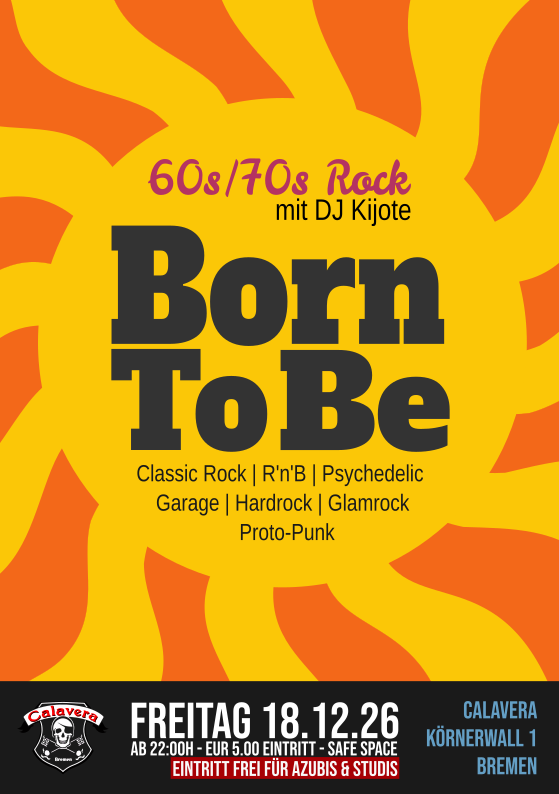 60s/70s Rock
mit DJ Kijote
Born
To Be
Classic Rock | R'n'B | Psychedelic
Garage | Hardrock | Glamrock
Proto-Punk
Calavera
Bremen
FREITAG 18.12.26
AB 22:00H - EUR 5.00 EINTRITT - SAFE SPACE
EINTRITT FREI FÜR AZUBIS & STUDIS
CALAVERA
KÖRNERWALL 1
BREMEN